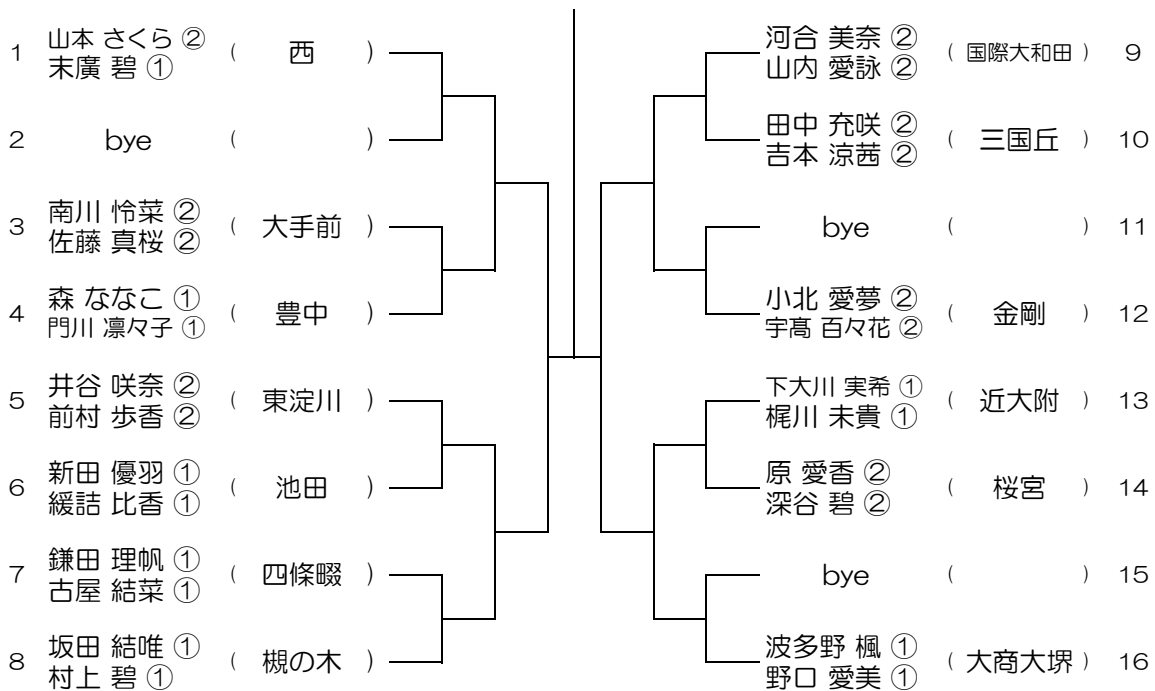 1 山本 さくら ② 末廣 碧 ① ( 西 )
2 bye ( )
3 南川 怜菜 ② 佐藤 真桜 ② ( 大手前 )
4 森 ななこ ① 門川 凛々子 ① ( 豊中 )
5 井谷 咲奈 ② 前村 歩香 ② ( 東淀川 )
6 新田 優羽 ① 緩詰 比香 ① ( 池田 )
7 鎌田 理帆 ① 古屋 結菜 ① ( 四條畷 )
8 坂田 結唯 ① 村上 碧 ① ( 槻の木 )
河合 美奈 ② 山内 愛詠 ② ( 国際大和田 ) 9
田中 充咲 ② 吉本 涼茜 ② ( 三国丘 ) 10
bye ( ) 11
小北 愛夢 ② 宇髙 百々花 ② ( 金剛 ) 12
下大川 実希 ① 梶川 未貴 ① ( 近大附 ) 13
原 愛香 ② 深谷 碧 ② ( 桜宮 ) 14
bye ( ) 15
波多野 楓 ① 野口 愛美 ① ( 大商大堺 ) 16